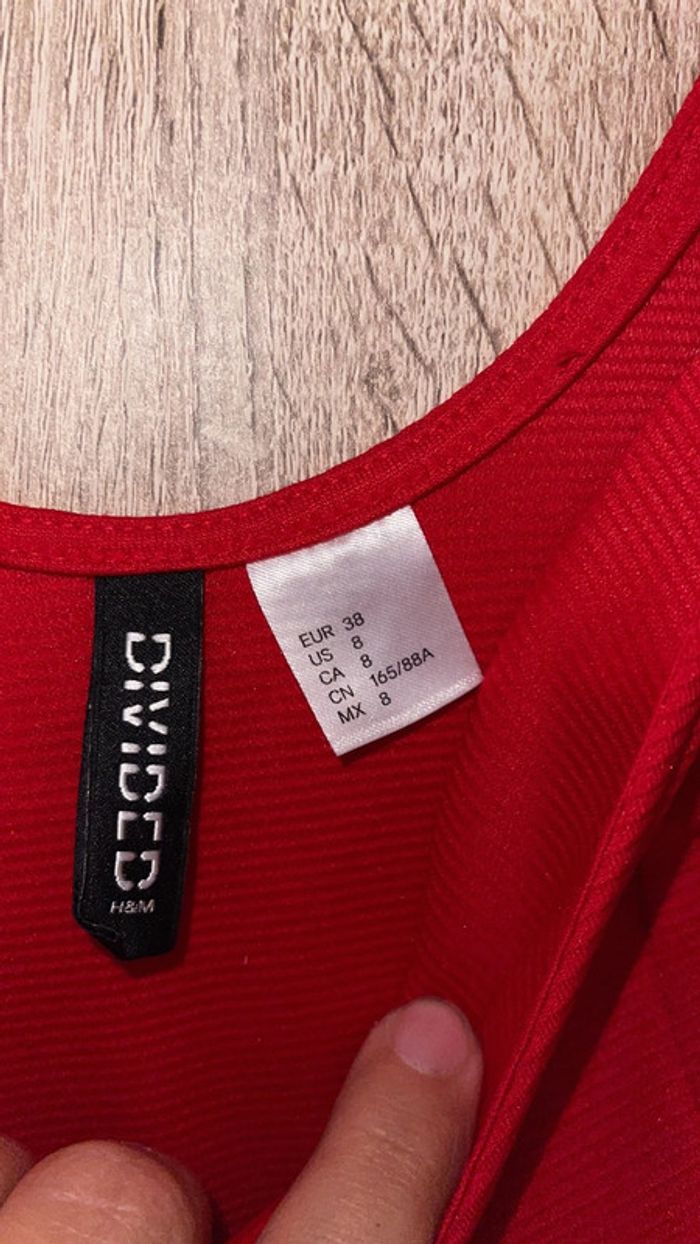 DIVIDED
H&M
EUR 38
US 8
CA 8
CN 165/88A
MX 8